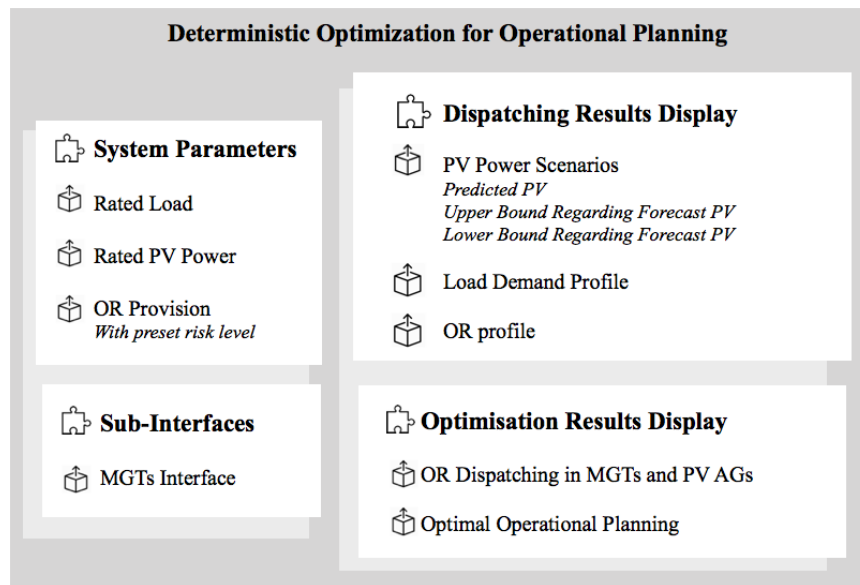 Deterministic Optimization for Operational Planning
System Parameters
Rated Load
Rated PV Power
OR Provision
With preset risk level
Sub-Interfaces
MGTs Interface
Dispatching Results Display
PV Power Scenarios
Predicted PV
Upper Bound Regarding Forecast PV
Lower Bound Regarding Forecast PV
Load Demand Profile
OR profile
Optimisation Results Display
OR Dispatching in MGTs and PV AGs
Optimal Operational Planning